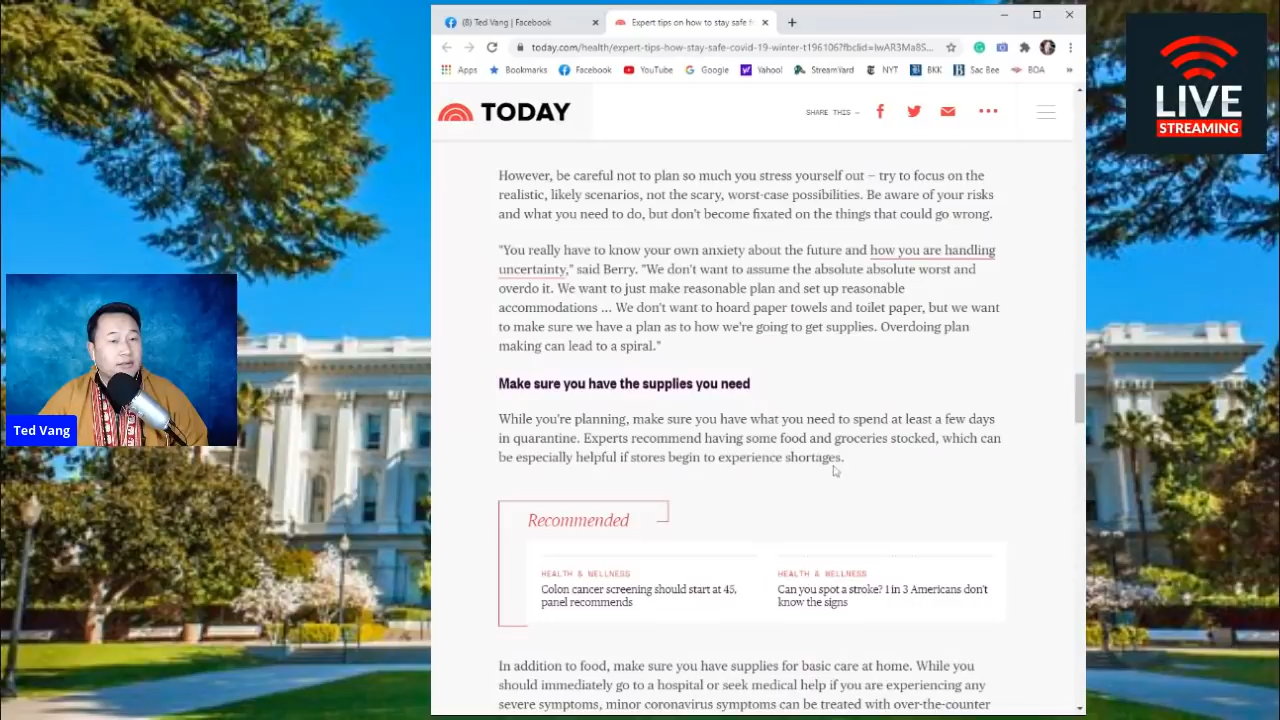 (8) Ted Vang | Facebook
Expert tips on how to stay safe f
today.com/health/expert-tips-how-stay-safe-covid-19-winter-t196106?fbclid=IwAR3Ma8S...
Apps
Bookmarks
Facebook
YouTube
Google
Yahoo!
StreamYard
NYT
BKK
Sac Bee
BOA
»
TODAY
SHARE THIS —
LIVE
STREAMING
However, be careful not to plan so much you stress yourself out — try to focus on the
realistic, likely scenarios, not the scary, worst-case possibilities. Be aware of your risks
and what you need to do, but don't become fixated on the things that could go wrong.
"You really have to know your own anxiety about the future and how you are handling
uncertainty," said Berry. "We don't want to assume the absolute absolute worst and
overdo it. We want to just make reasonable plan and set up reasonable
accommodations ... We don't want to hoard paper towels and toilet paper, but we want
to make sure we have a plan as to how we're going to get supplies. Overdoing plan
making can lead to a spiral."
Ted Vang
Make sure you have the supplies you need
While you're planning, make sure you have what you need to spend at least a few days
in quarantine. Experts recommend having some food and groceries stocked, which can
be especially helpful if stores begin to experience shortages.
Recommended
HEALTH & WELLNESS
Colon cancer screening should start at 45,
panel recommends
HEALTH & WELLNESS
Can you spot a stroke? 1 in 3 Americans don't
know the signs
In addition to food, make sure you have supplies for basic care at home. While you
should immediately go to a hospital or seek medical help if you are experiencing any
severe symptoms, minor coronavirus symptoms can be treated with over-the-counter